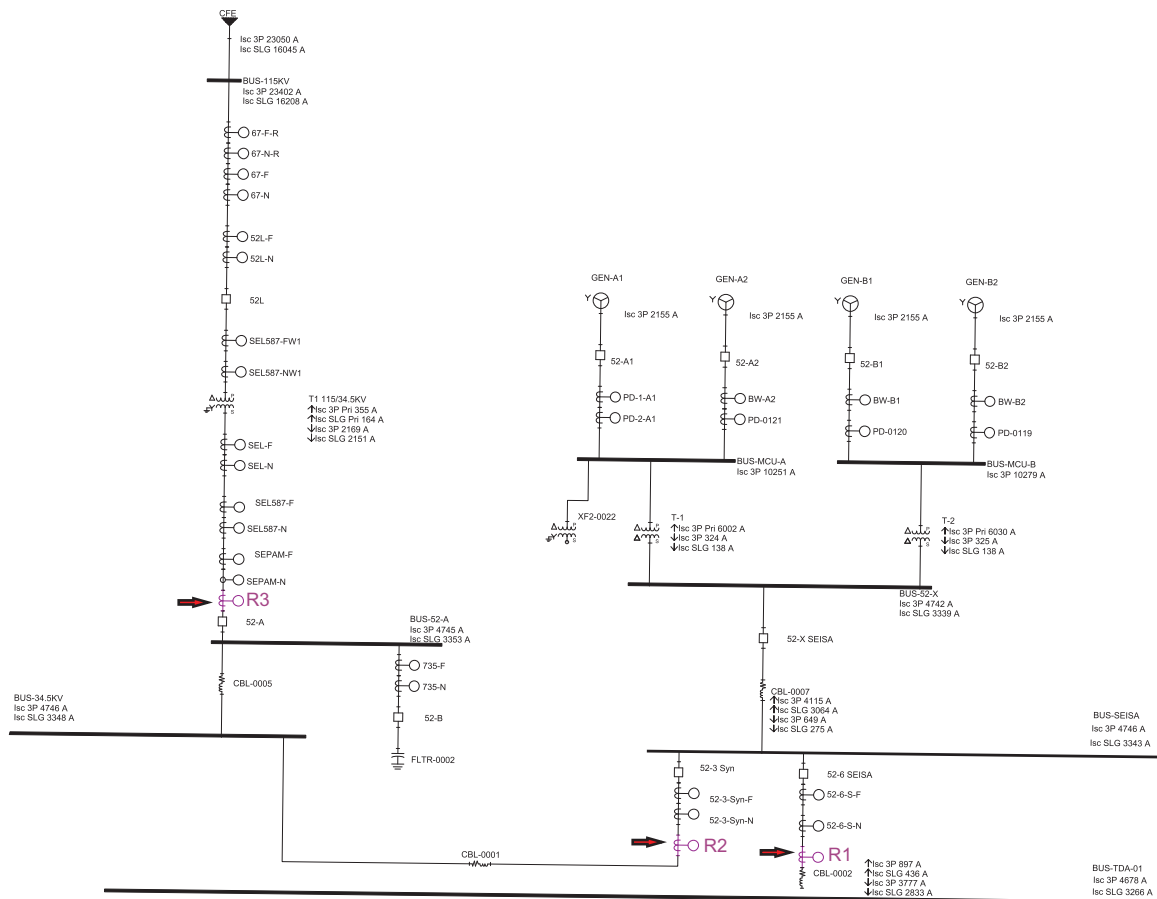 CFE
Isc 3P 23050 A
Isc SLG 16045 A
BUS-115KV
Isc 3P 23402 A
Isc SLG 16208 A
67-F-R
67-N-R
67-F
67-N
52L-F
52L-N
52L
SEL587-FW1
SEL587-NW1
T1 115/34.5KV
Isc 3P Pri 355 A
Isc SLG Pri 164 A
Isc 3P 2169 A
Isc SLG 2151 A
P
S
SEL-F
SEL-N
SEL587-F
SEL587-N
SEPAM-F
SEPAM-N
R3
52-A
BUS-52-A
Isc 3P 4745 A
Isc SLG 3353 A
735-F
735-N
52-B
FLTR-0002
CBL-0005
BUS-34.5KV
Isc 3P 4746 A
Isc SLG 3348 A
CBL-0001
GEN-A1
Isc 3P 2155 A
GEN-A2
Isc 3P 2155 A
GEN-B1
Isc 3P 2155 A
GEN-B2
Isc 3P 2155 A
52-A1
52-A2
52-B1
52-B2
PD-1-A1
PD-2-A1
BW-A2
PD-0121
BW-B1
PD-0120
BW-B2
PD-0119
BUS-MCU-A
Isc 3P 10251 A
BUS-MCU-B
Isc 3P 10279 A
XF2-0022
T-1
Isc 3P Pri 6002 A
Isc 3P 324 A
Isc SLG 138 A
T-2
Isc 3P Pri 6030 A
Isc 3P 325 A
Isc SLG 138 A
BUS-52-X
Isc 3P 4742 A
Isc SLG 3339 A
52-X SEISA
CBL-0007
Isc 3P 4115 A
Isc SLG 3064 A
Isc 3P 649 A
Isc SLG 275 A
BUS-SEISA
Isc 3P 4746 A
Isc SLG 3343 A
52-3 Syn
52-3-Syn-F
52-3-Syn-N
R2
52-6 SEISA
52-6-S-F
52-6-S-N
R1
CBL-0002
Isc 3P 897 A
Isc SLG 436 A
Isc 3P 3777 A
Isc SLG 2833 A
BUS-TDA-01
Isc 3P 4678 A
Isc SLG 3266 A